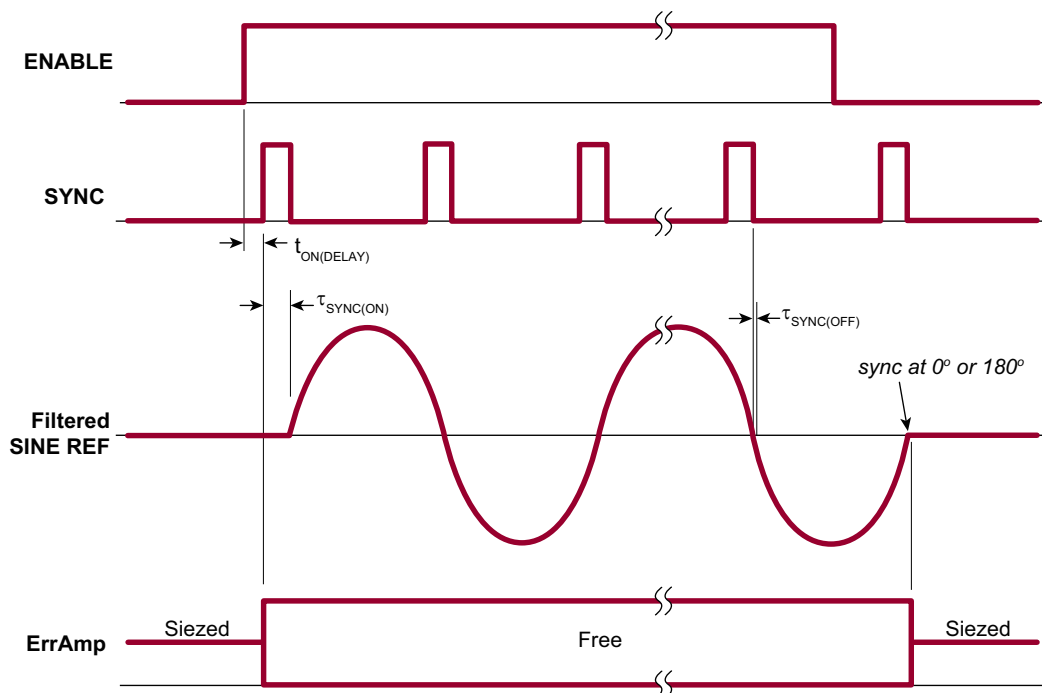 ENABLE
SYNC
tON(DELAY)
τSYNC(ON)
τSYNC(OFF)
sync at 0º or 180º
Filtered
SINE REF
Siezed
Siezed
ErrAmp
Free